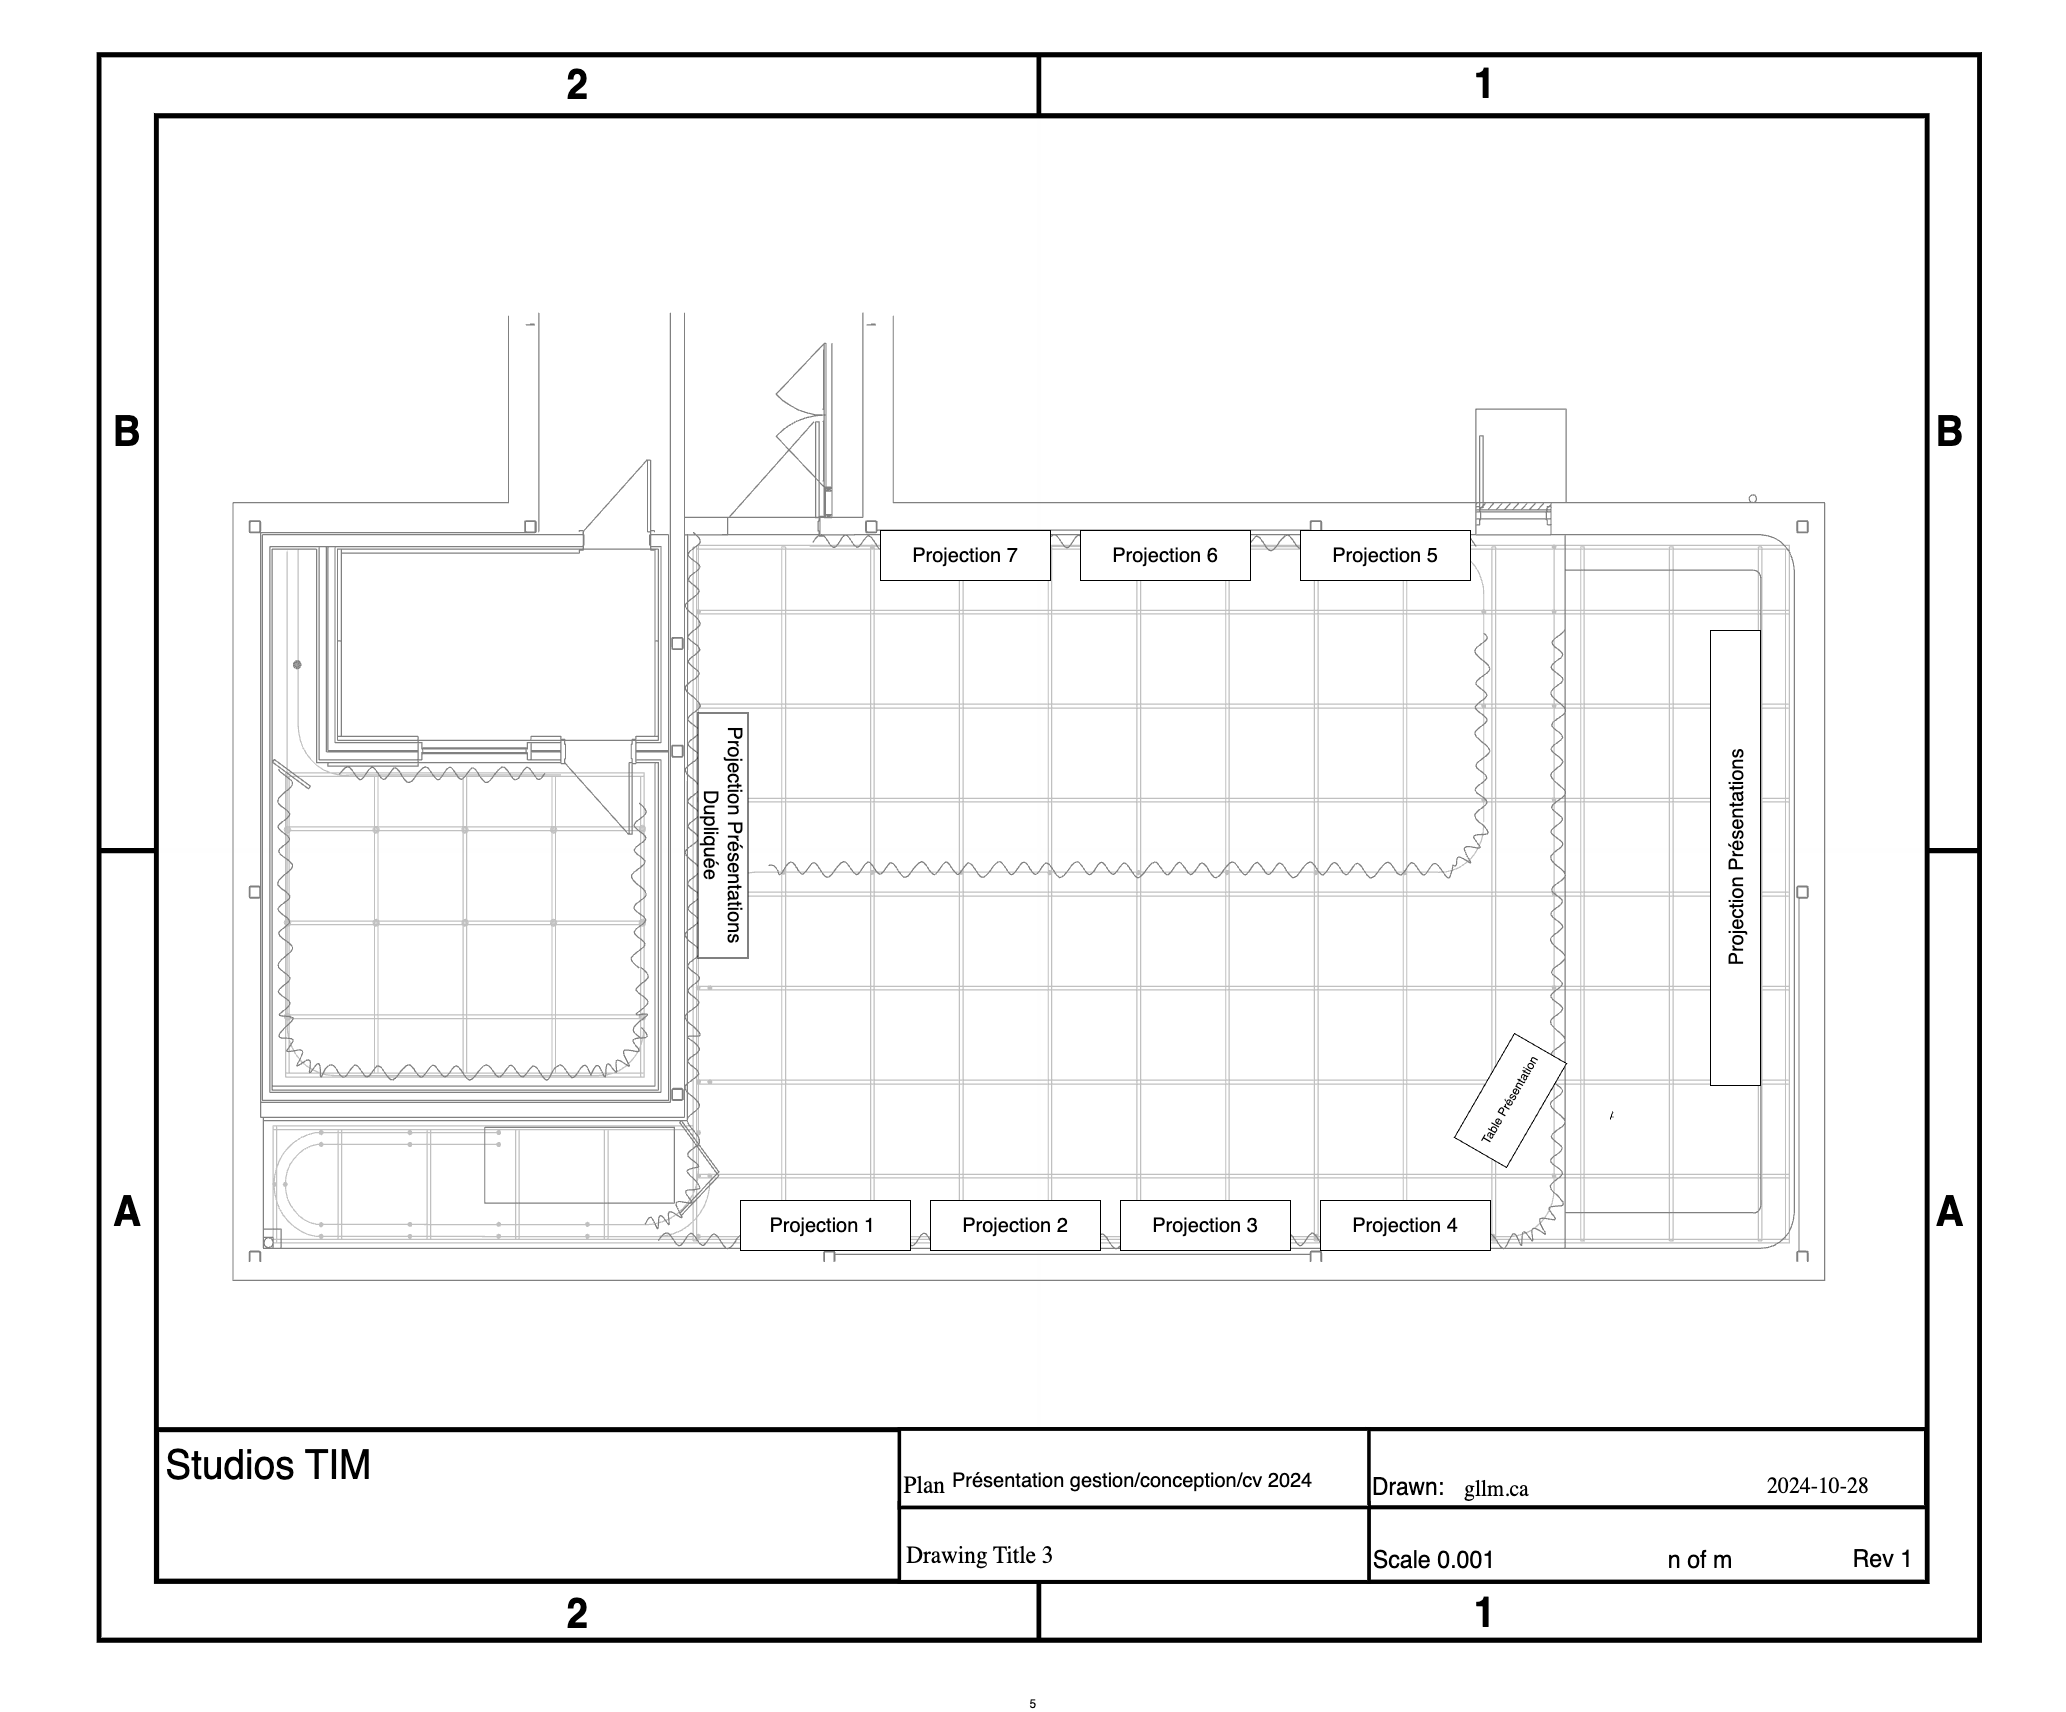 2
1
B
B
Projection 7
Projection 6
Projection 5
Projection Présentations
Dupliquée
Projection Présentations
Table Présentation
A
A
Projection 1
Projection 2
Projection 3
Projection 4
Studios TIM
Plan Présentation gestion/conception/cv 2024
Drawn: gllm.ca 2024-10-28
Drawing Title 3
Scale 0.001 n of m Rev 1
2
1
5